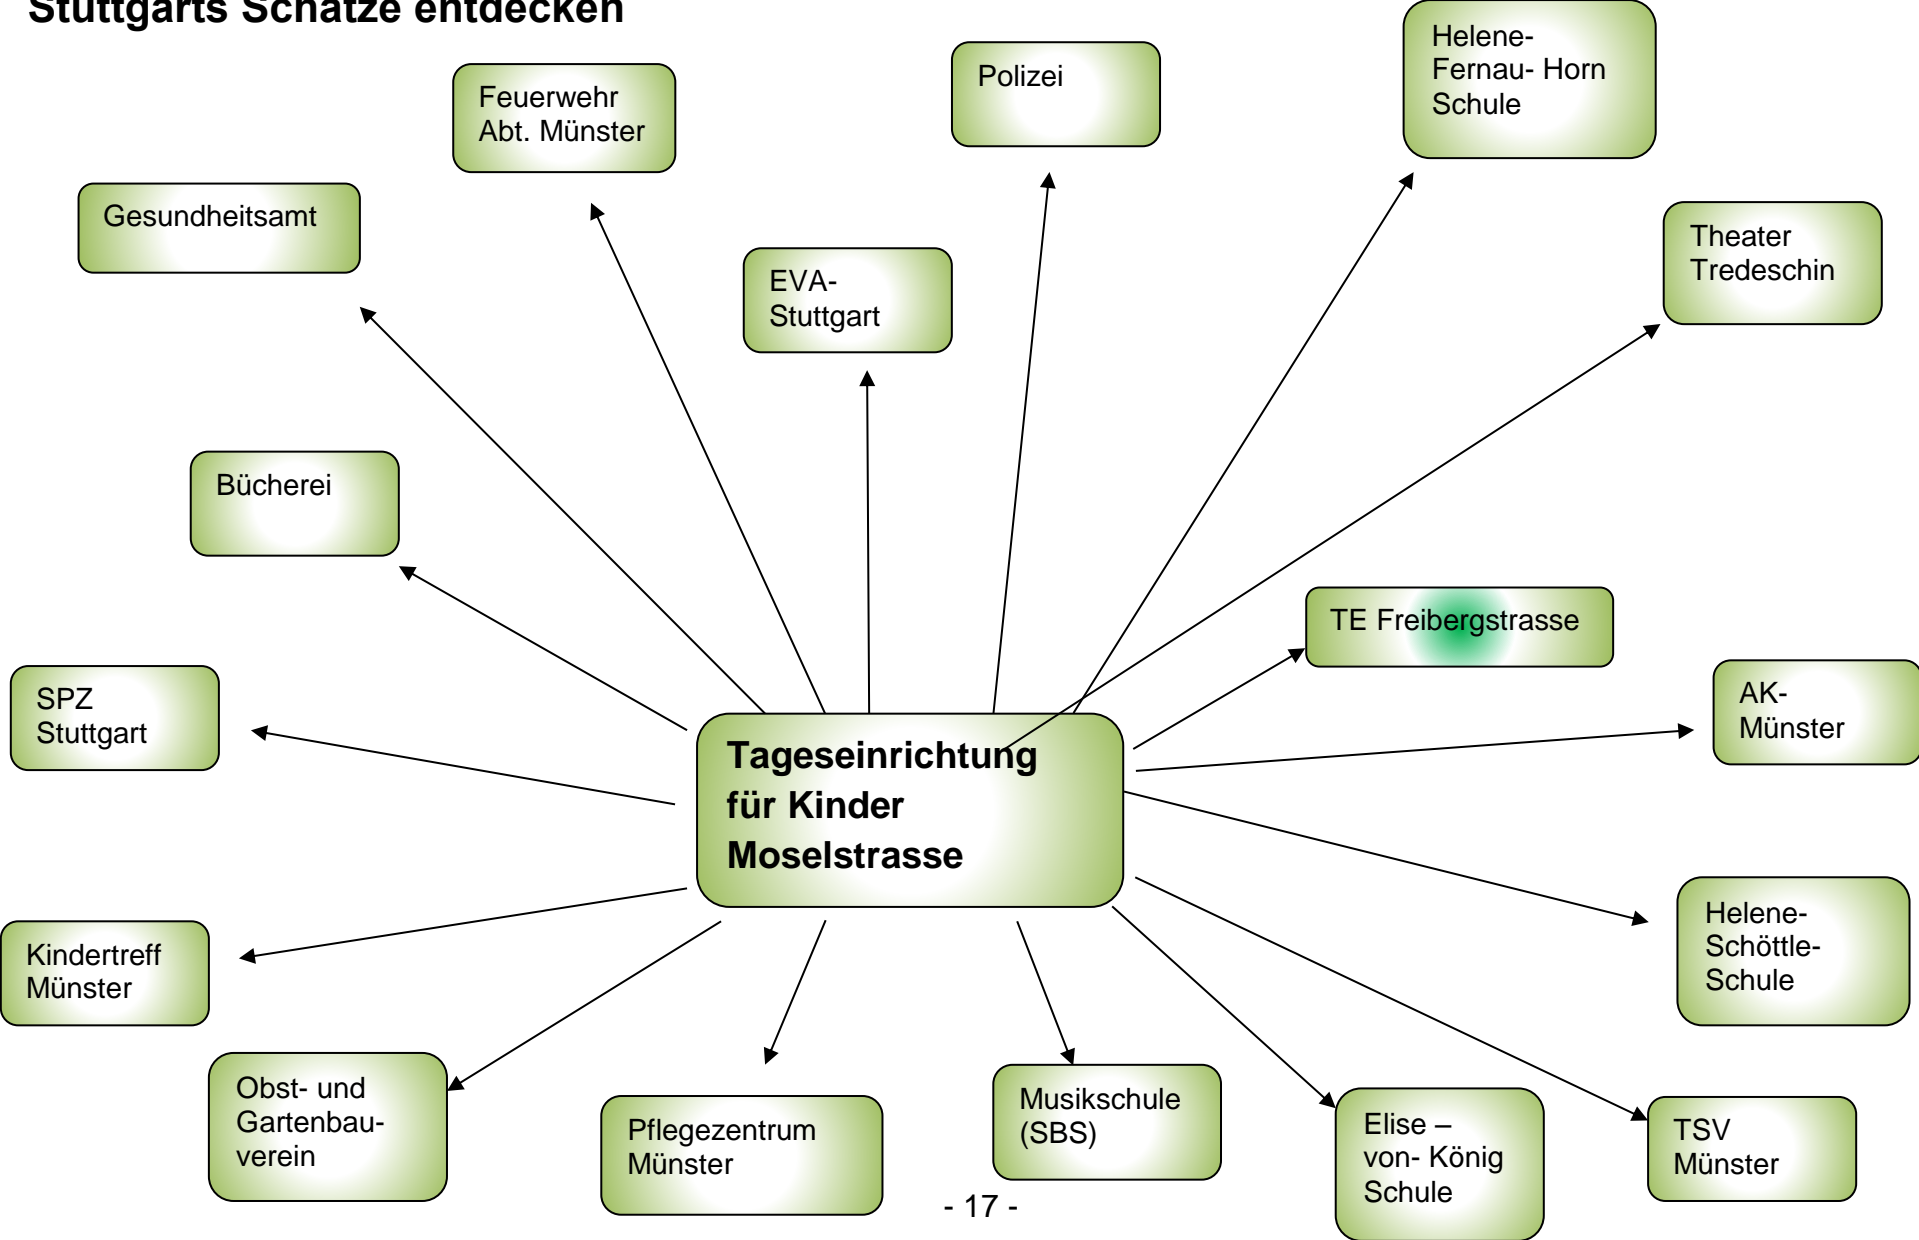 Stuttgarts Schätze entdecken
Feuerwehr
Abt. Münster
Polizei
Helene-
Fernau- Horn
Schule
Gesundheitsamt
EVA-
Stuttgart
Theater
Tredeschin
Bücherei
TE Freibergstrasse
SPZ
Stuttgart
AK-
Münster
Tageseinrichtung
für Kinder
Moselstrasse
Kindertreff
Münster
Helene-
Schöttle-
Schule
Obst- und
Gartenbau-
verein
Pflegezentrum
Münster
Musikschule
(SBS)
Elise –
von- König
Schule
TSV
Münster
- 17 -